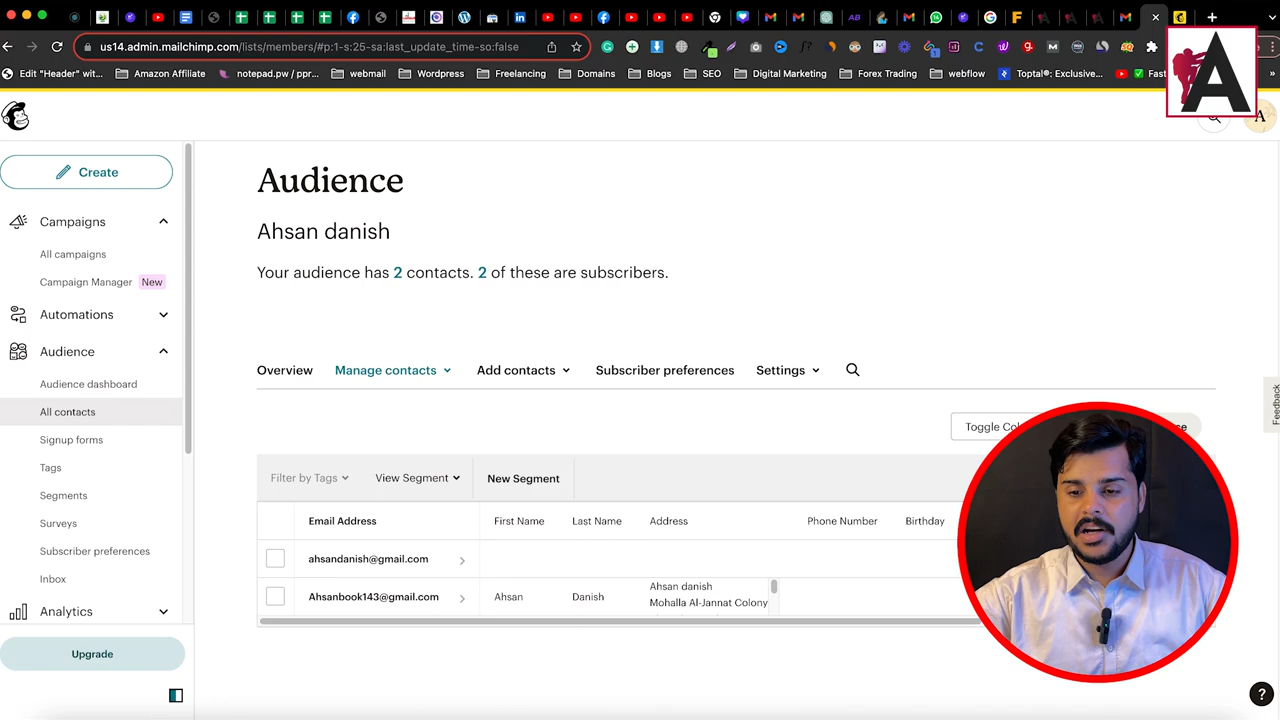 us14.admin.mailchimp.com/lists/members/#p:1-s:25-sa:last_update_time-so:false
Edit "Header" wit... Amazon Affiliate notepad.pw / ppr... webmail Wordpress Freelancing Domains Blogs SEO Digital Marketing Forex Trading webflow Toptal®: Exclusive... Fast
A
A
Create
Campaigns
All campaigns
Campaign Manager New
Automations
Audience
Audience dashboard
All contacts
Signup forms
Tags
Segments
Surveys
Subscriber preferences
Inbox
Analytics
Upgrade
Audience
Ahsan danish
Your audience has 2 contacts. 2 of these are subscribers.
Overview Manage contacts Add contacts Subscriber preferences Settings
Feedback
Toggle Col
Filter by Tags View Segment New Segment
Email Address First Name Last Name Address Phone Number Birthday
ahsandanish@gmail.com
Ahsanbook143@gmail.com Ahsan Danish Ahsan danish
Mohalla Al-Jannat Colony
?